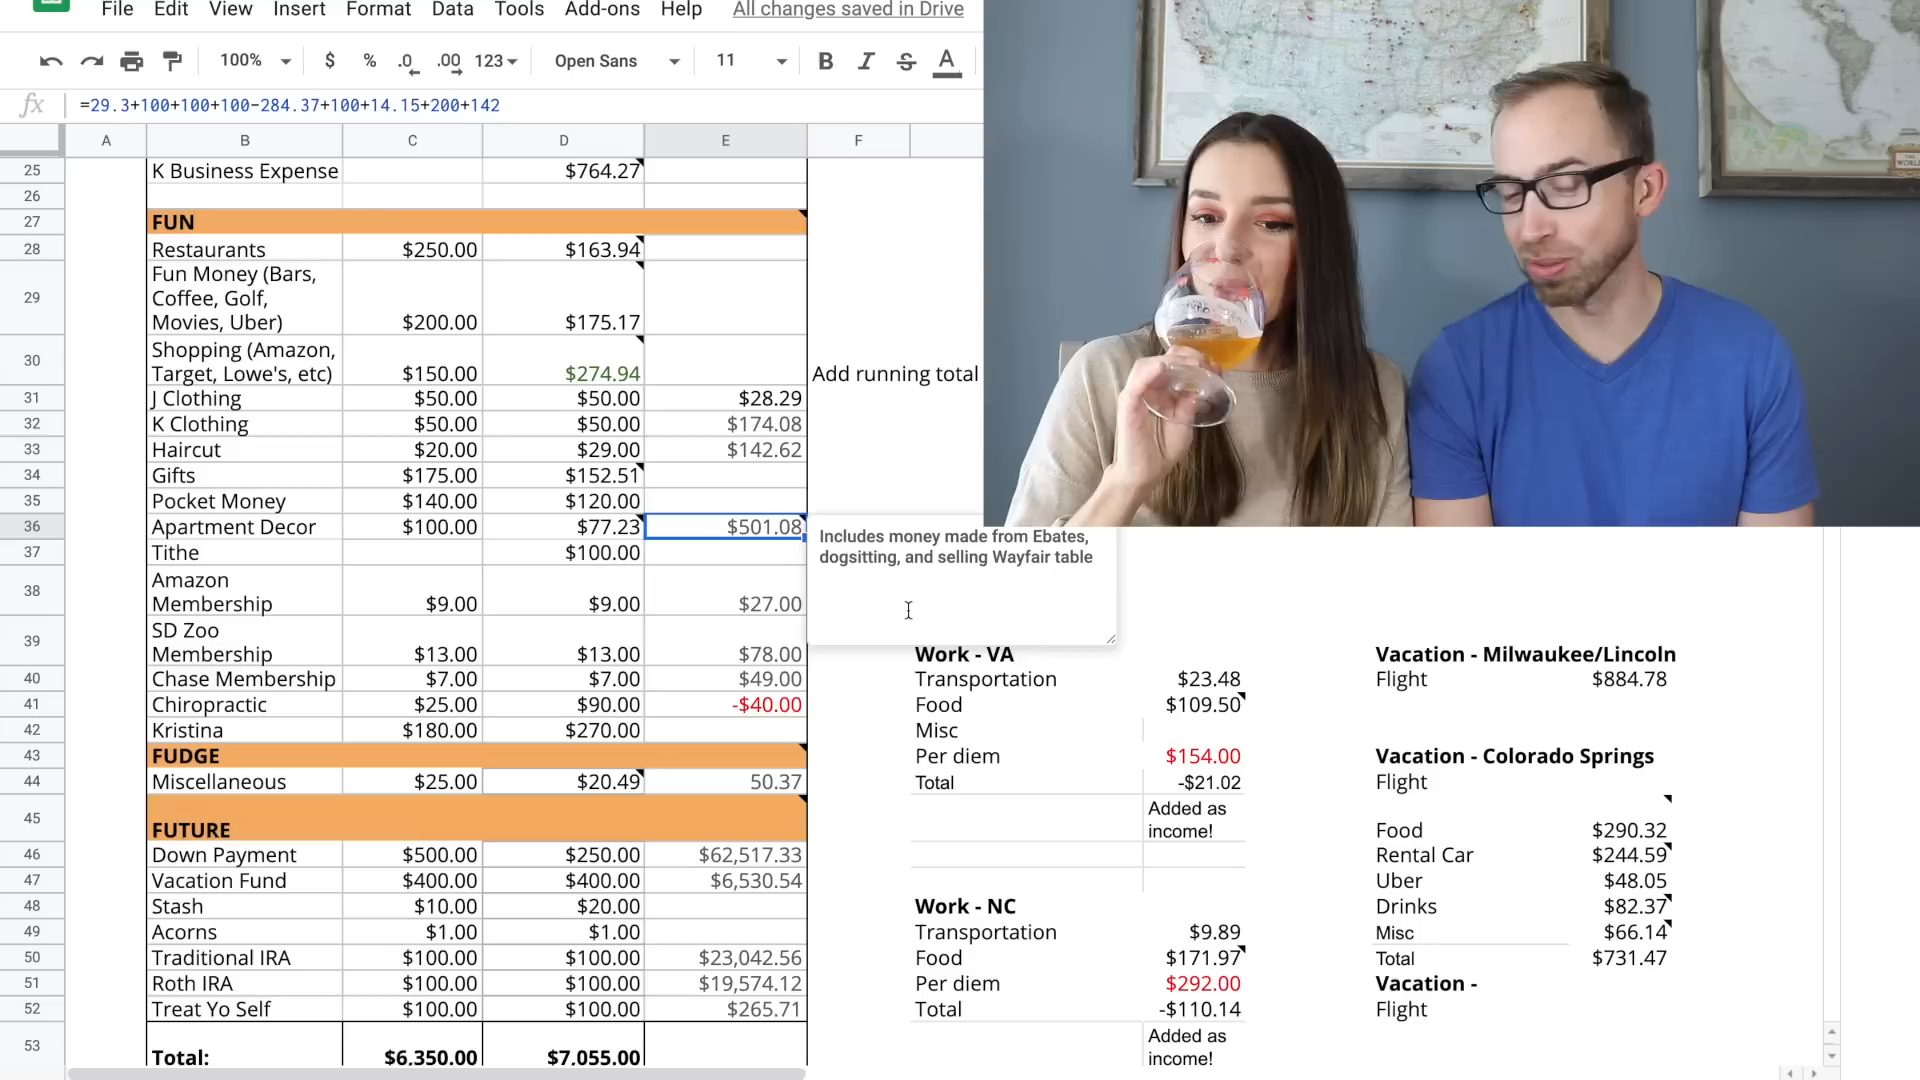 File Edit View Insert Format Data Tools Add-ons Help All changes saved in Drive
100% $ % .0 .00 123 Open Sans 11 B I S A
fx =29.3+100+100+100-284.37+100+14.15+200+142
A B C D E F
25 K Business Expense $764.27
26
27 FUN
28 Restaurants $250.00 $163.94
Fun Money (Bars,
Coffee, Golf,
29 Movies, Uber) $200.00 $175.17
Shopping (Amazon,
30 Target, Lowe's, etc) $150.00 $274.94 Add running total
31 J Clothing $50.00 $50.00 $28.29
32 K Clothing $50.00 $50.00 $174.08
33 Haircut $20.00 $29.00 $142.62
34 Gifts $175.00 $152.51
35 Pocket Money $140.00 $120.00
36 Apartment Decor $100.00 $77.23 $501.08
Includes money made from Ebates,
dogsitting, and selling Wayfair table
37 Tithe $100.00
Amazon
38 Membership $9.00 $9.00 $27.00
SD Zoo
39 Membership $13.00 $13.00 $78.00
40 Chase Membership $7.00 $7.00 $49.00
41 Chiropractic $25.00 $90.00 -$40.00
42 Kristina $180.00 $270.00
43 FUDGE
44 Miscellaneous $25.00 $20.49 50.37
45 FUTURE
46 Down Payment $500.00 $250.00 $62,517.33
47 Vacation Fund $400.00 $400.00 $6,530.54
48 Stash $10.00 $20.00
49 Acorns $1.00 $1.00
50 Traditional IRA $100.00 $100.00 $23,042.56
51 Roth IRA $100.00 $100.00 $19,574.12
52 Treat Yo Self $100.00 $100.00 $265.71
53 Total: $6,350.00 $7,055.00
Work - VA
Transportation $23.48
Food $109.50
Misc
Per diem $154.00
Total -$21.02
Added as
income!
Work - NC
Transportation $9.89
Food $171.97
Per diem $292.00
Total -$110.14
Added as
income!
Vacation - Milwaukee/Lincoln
Flight $884.78
Vacation - Colorado Springs
Flight
Food $290.32
Rental Car $244.59
Uber $48.05
Drinks $82.37
Misc $66.14
Total $731.47
Vacation -
Flight